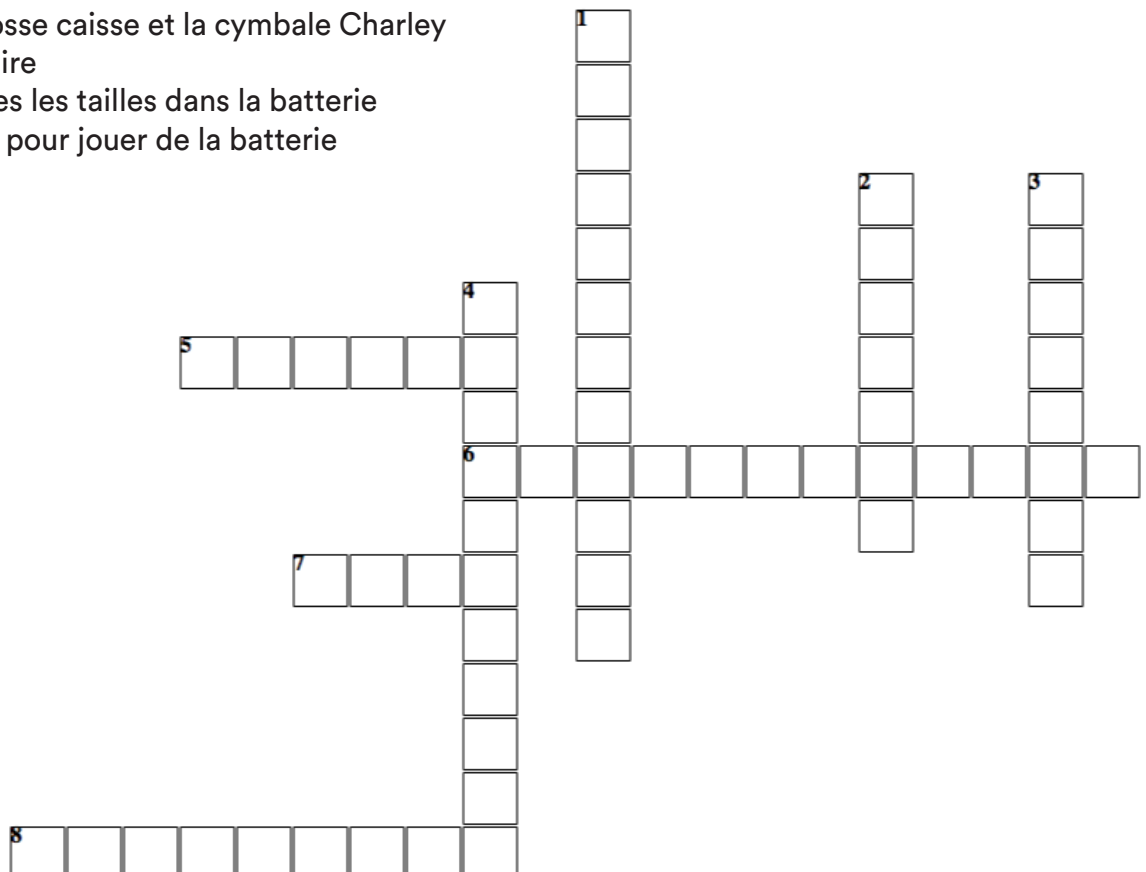 osse caisse et la cymbale Charley
ire
es les tailles dans la batterie
pour jouer de la batterie
1
2
3
4
5
6
7
8